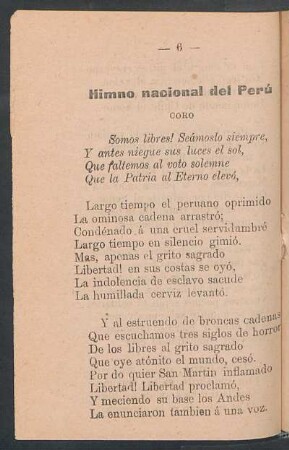 — 6 —
Himno nacional del Perú
CORO
Somos libres! Seámoslo siempre,
Y antes niegue sus luces el sol,
Que faltemos al voto solemne
Que la Patria al Eterno elevó,
Largo tiempo el peruano oprimido
La ominosa cadena arrastró;
Condénado á una cruel servidumbré
Largo tiempo en silencio gimió.
Mas, apenas el grito sagrado
Libertad! en sus costas se oyó,
La indolencia de esclavo sacude
La humillada cerviz levantó.
Y al estruendo de broncas cadenas
Que escuchamos tres siglos de horror
De los libres al grito sagrado
Que oye atónito el mundo, cesó.
Por do quier San Martín inflamado
Libertad! Libertad proclamó,
Y meciendo su base los Andes
La enunciaron tambien á una voz.